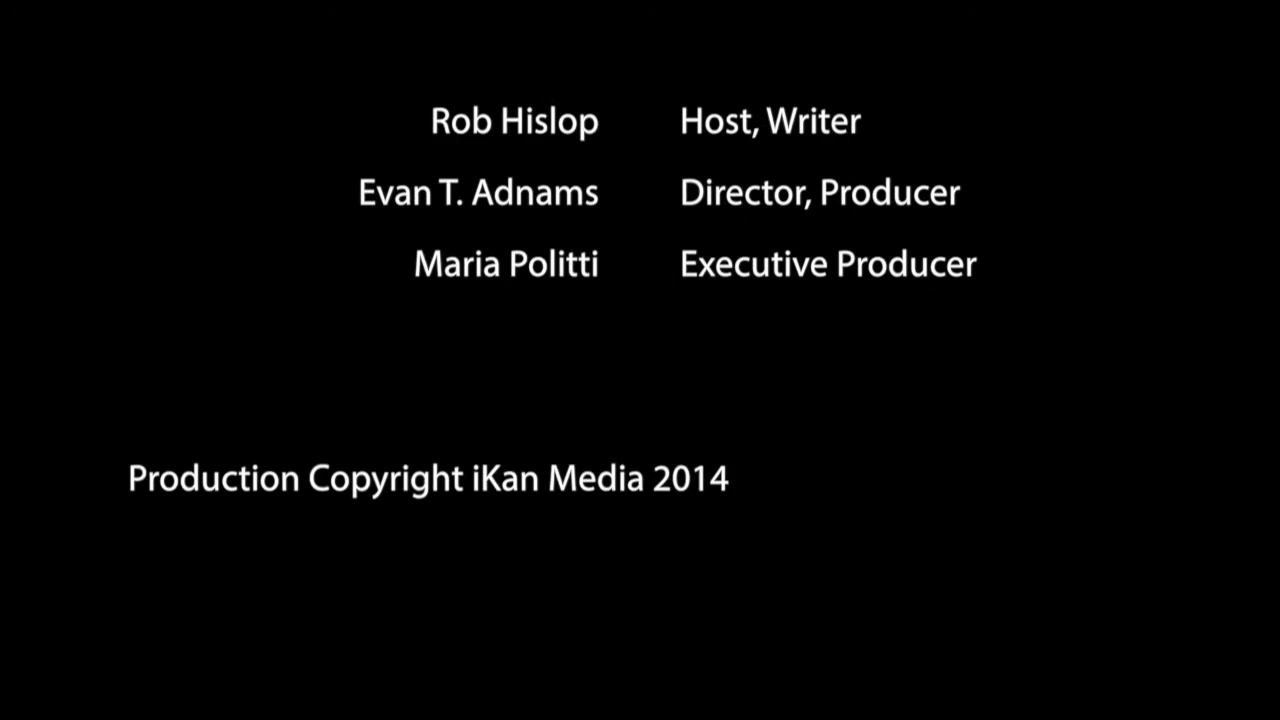 Rob Hislop Host, Writer
Evan T. Adnams Director, Producer
Maria Politti Executive Producer
Production Copyright iKan Media 2014